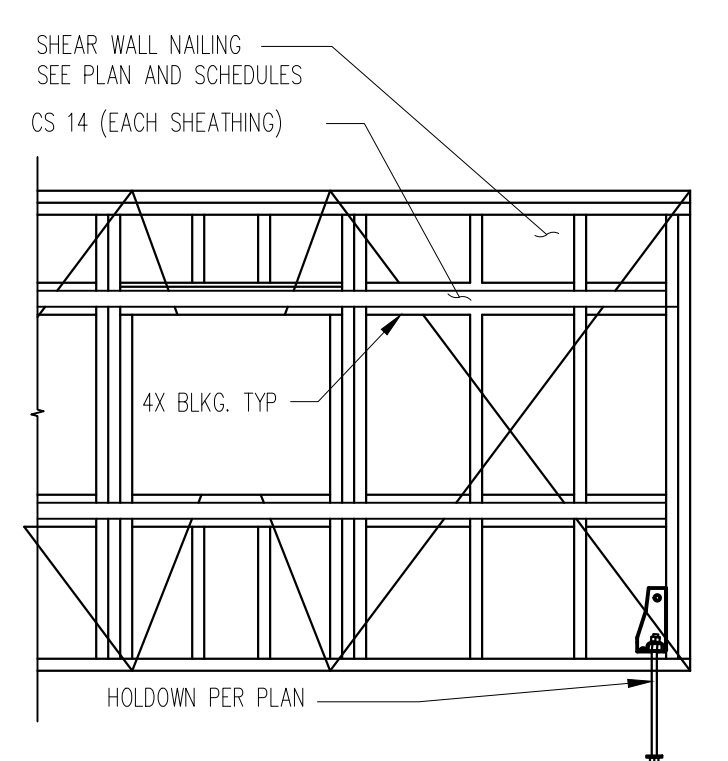 SHEAR WALL NAILING
SEE PLAN AND SCHEDULES
CS 14 (EACH SHEATHING)
4X BLKG. TYP
HOLDOWN PER PLAN